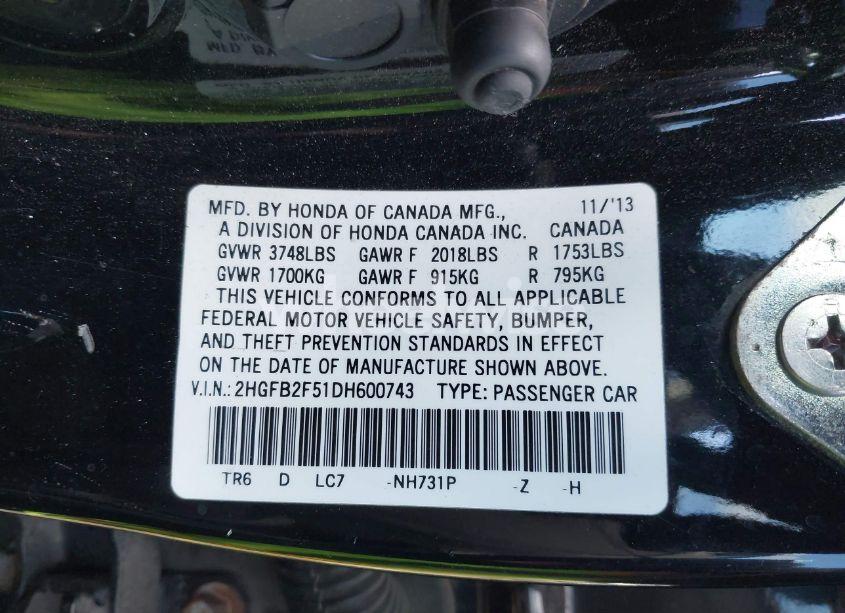 MFD. BY HONDA OF CANADA MFG., 11/'13
A DIVISION OF HONDA CANADA INC. CANADA
GVWR 3748LBS GAWR F 2018LBS R 1753LBS
GVWR 1700KG GAWR F 915KG R 795KG
THIS VEHICLE CONFORMS TO ALL APPLICABLE
FEDERAL MOTOR VEHICLE SAFETY, BUMPER,
AND THEFT PREVENTION STANDARDS IN EFFECT
ON THE DATE OF MANUFACTURE SHOWN ABOVE.
V.I.N.: 2HGFB2F51DH600743 TYPE: PASSENGER CAR
TR6 D LC7 -NH731P -Z -H